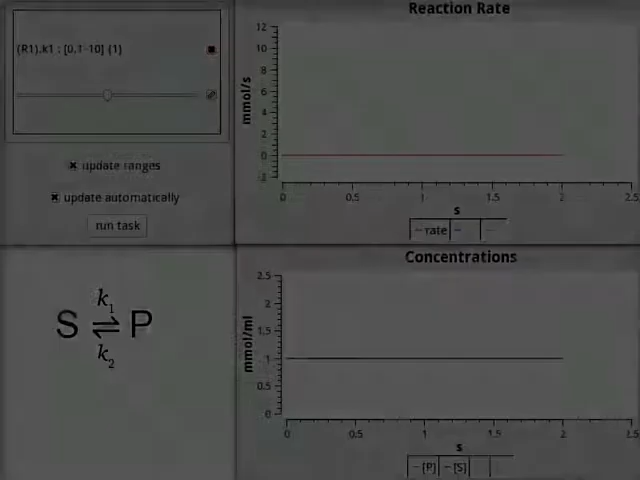 (R1).k1 : [0.1-10] (1)
update ranges
update automatically
run task
Reaction Rate
mmol/s
12
10
8
6
4
2
0
-2
0 0.5 1 1.5 2 2.5
s
rate
S ⇌ P
k1
k2
Concentrations
mmol/ml
2.5
2
1.5
1
0.5
0
0 0.5 1 1.5 2 2.5
s
[P] [S]